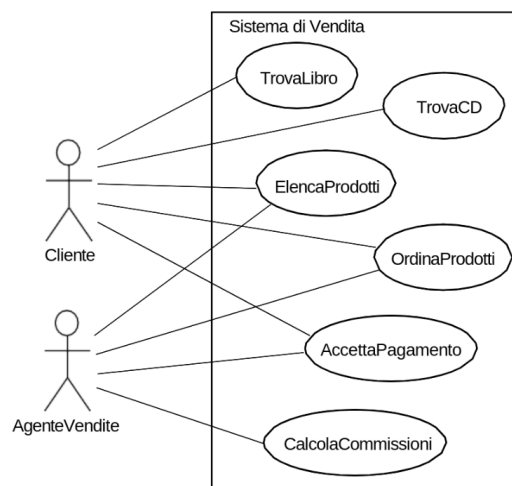 Sistema di Vendita
TrovaLibro
TrovaCD
ElencaProdotti
Cliente
OrdinaProdotti
AccettaPagamento
AgenteVendite
CalcolaCommissioni